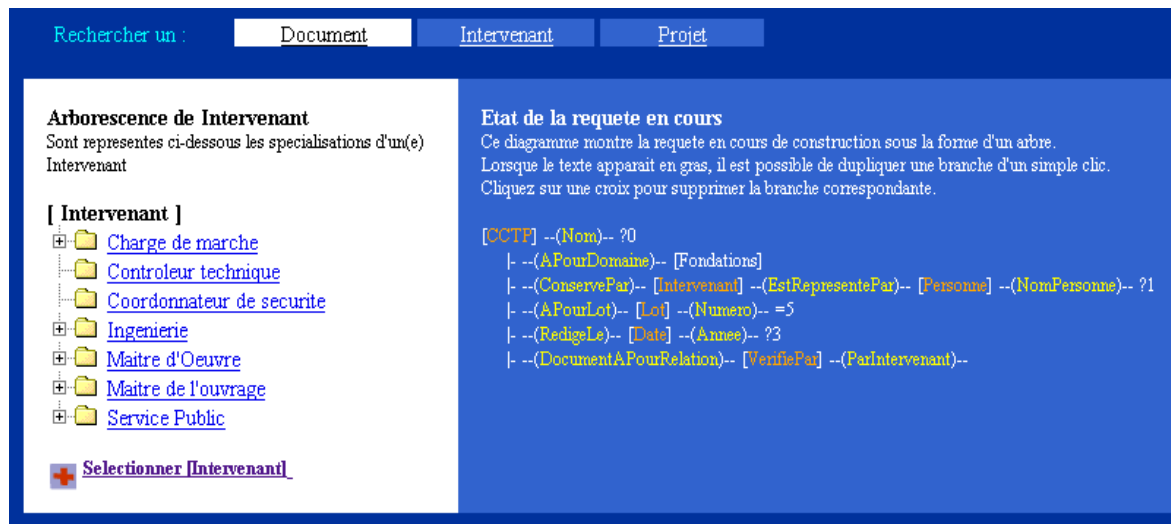 Rechercher un : Document Intervenant Projet
Arborescence de Intervenant
Sont representes ci-dessous les specialisations d'un(e)
Intervenant
[ Intervenant ]
Charge de marche
Controleur technique
Coordonnateur de securite
Ingenierie
Maitre d'Oeuvre
Maitre de l'ouvrage
Service Public
Selectionner [Intervenant]
Etat de la requete en cours
Ce diagramme montre la requete en cours de construction sous la forme d'un arbre.
Lorsque le texte apparait en gras, il est possible de dupliquer une branche d'un simple clic.
Cliquez sur une croix pour supprimer la branche correspondante.
[CCTP] --(Nom)-- ?0
|- --(APourDomaine)-- [Fondations]
|- --(ConservePar)-- [Intervenant] --(EstRepresentePar)-- [Personne] --(NomPersonne)-- ?1
|- --(APourLot)-- [Lot] --(Numero)-- =5
|- --(RedigeLe)-- [Date] --(Annee)-- ?3
|- --(DocumentAPourRelation)-- [VerifiePar] --(ParIntervenant)--